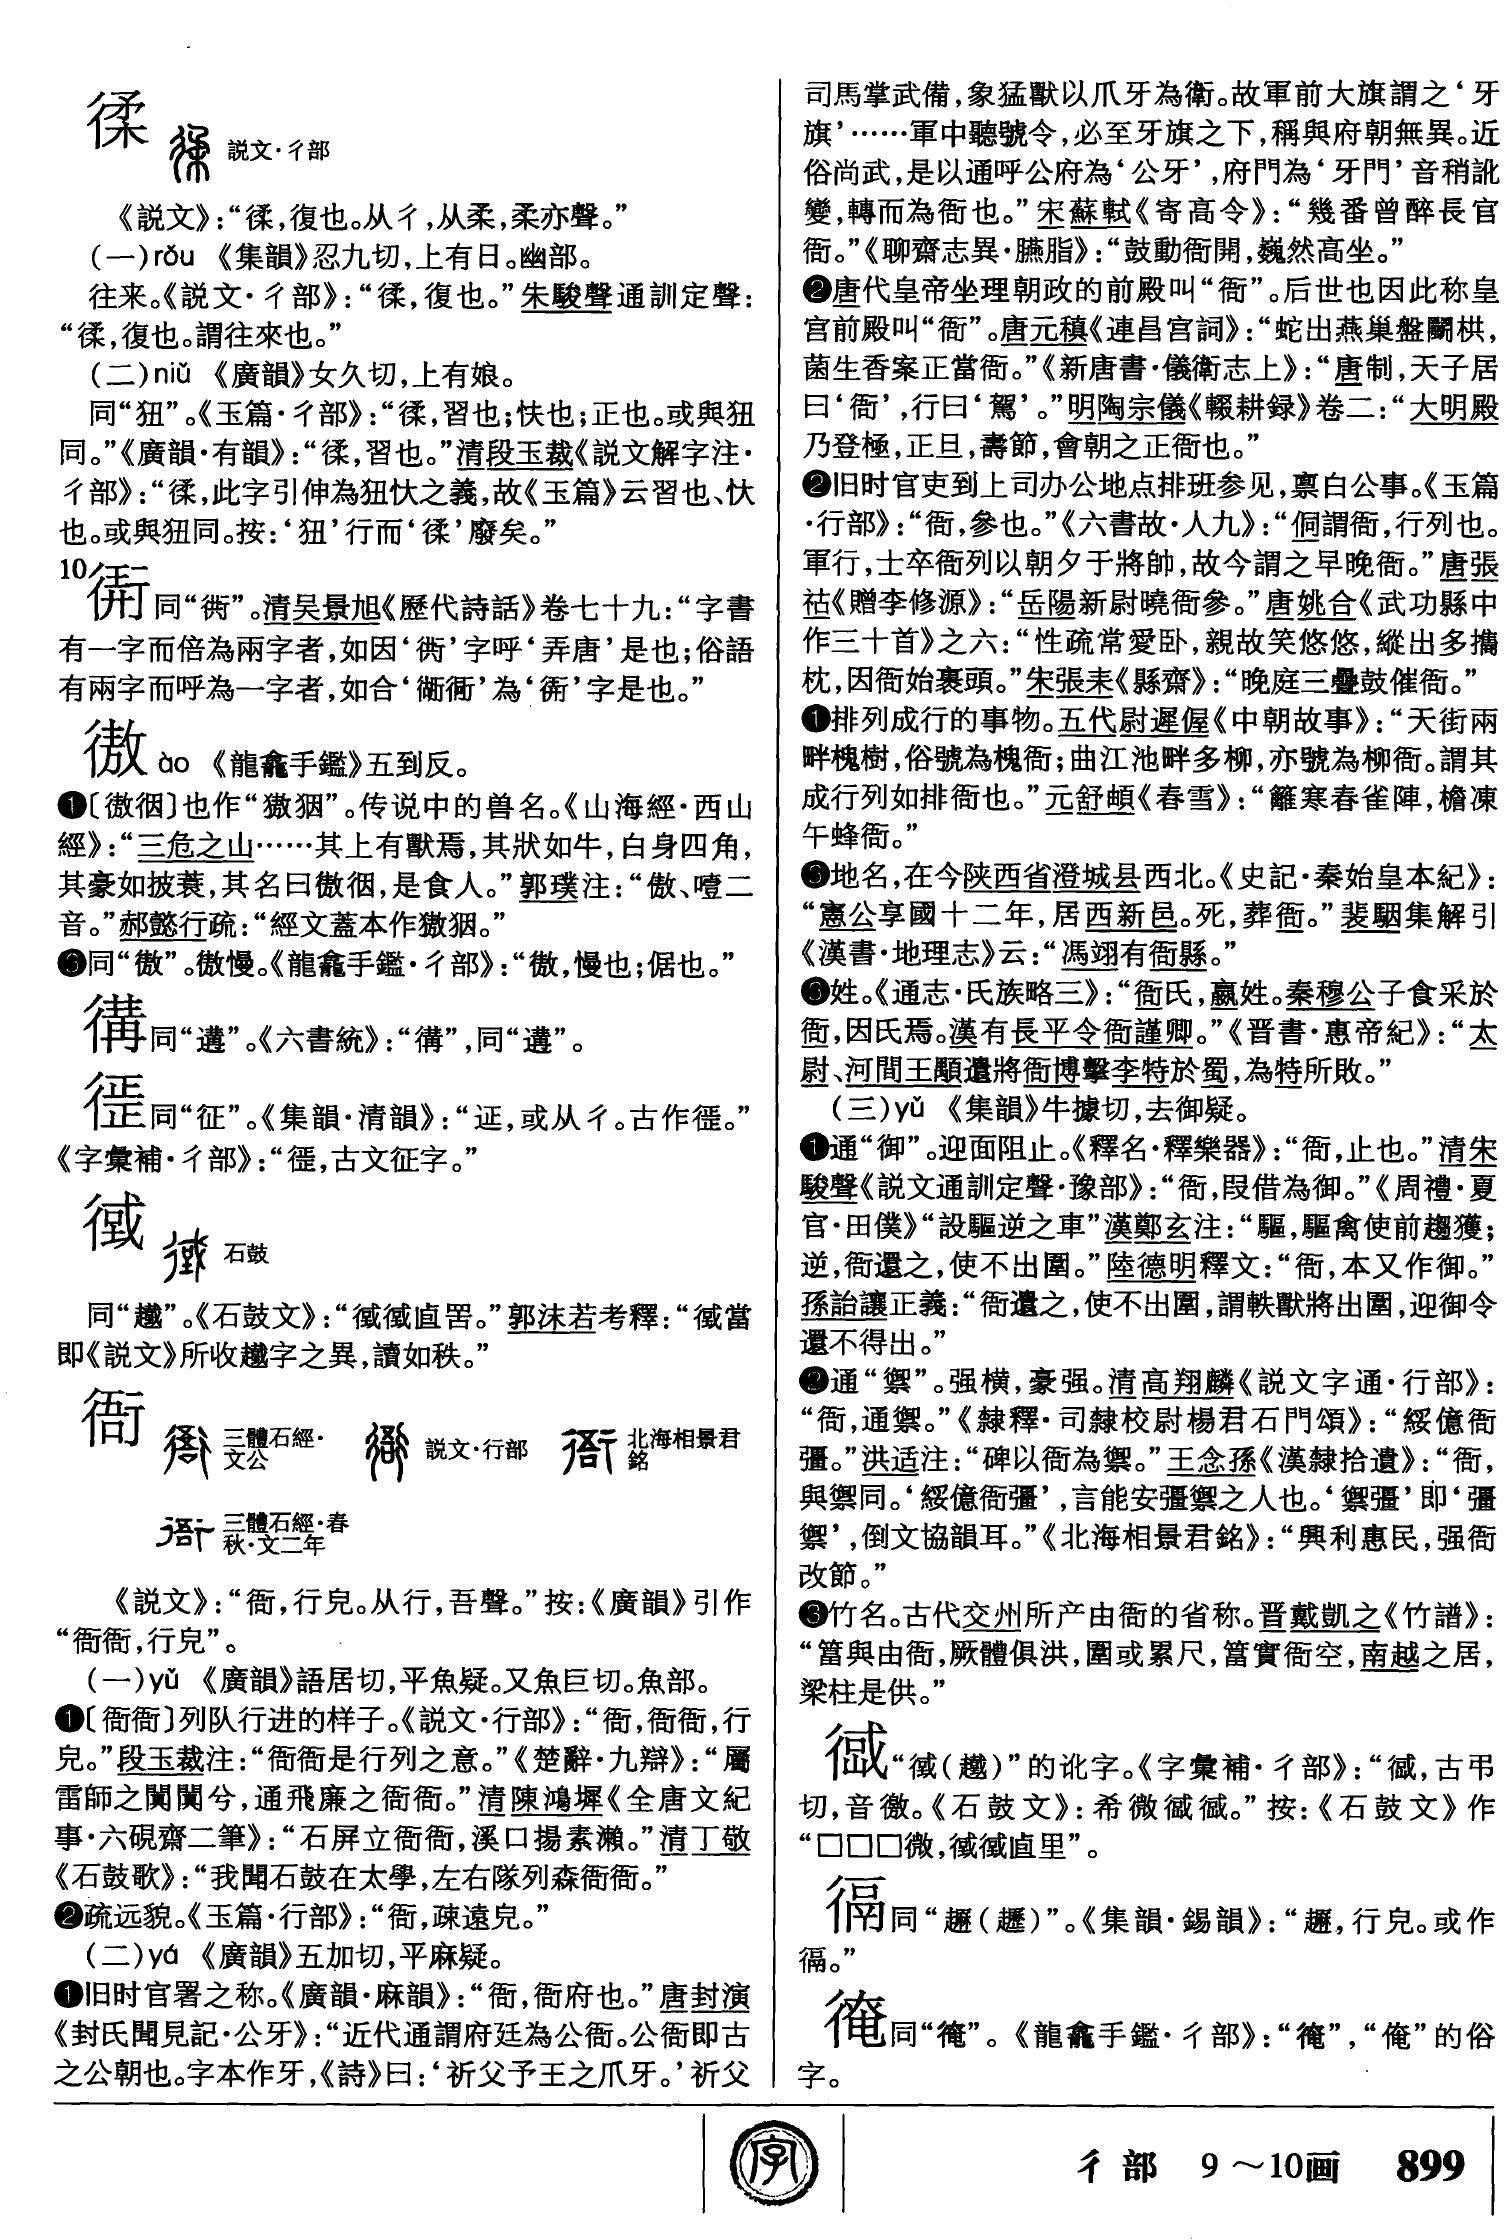 徖
説文·彳部
《説文》：“徖，復也。从彳，从柔，柔亦聲。”
(一)rǒu 《集韻》忍九切，上有日。幽部。
往来。《説文·彳部》：“徖，復也。”朱駿聲通訓定聲：
“徖，復也。謂往來也。”
(二)niǔ 《廣韻》女久切，上有娘。
同“狃”。《玉篇·彳部》：“徖，習也；忕也；正也。或與狃
同。”《廣韻·有韻》：“徖，習也。”清段玉裁《説文解字注·
彳部》：“徖，此字引伸為狃忕之義，故《玉篇》云習也、忕
也。或與狃同。按：‘狃’行而‘徖’廢矣。”
10
同“衖”。清吴景旭《歷代詩話》卷七十九：“字書
有一字而倍為兩字者，如因‘衖’字呼‘弄唐’是也；俗語
有兩字而呼為一字者，如合‘衚衕’為‘’字是也。”
徼 ào 《龍龕手鑑》五到反。
❶〔徼徊〕也作“獓𤝱”。传说中的兽名。《山海經·西山
經》：“三危之山……其上有獸焉，其狀如牛，白身四角，
其豪如披蓑，其名曰傲徊，是食人。”郭璞注：“傲、噎二
音。”郝懿行疏：“經文蓋本作獓𤝱。”
❻同“傲”。傲慢。《龍龕手鑑·彳部》：“傲，慢也；倨也。”
同“遘”。《六書統》：“”，同“遘”。
同“征”。《集韻·清韻》：“延，或从彳。古作。”
《字彙補·彳部》：“，古文征字。”
石鼓
同“趩”。《石鼓文》：“直罟。”郭沫若考釋：“當
即《説文》所收字之異，讀如秩。”
衙
三體石經·
文公
説文·行部
北海相景君
銘
三體石經·春
秋·文二年
《説文》：“衙，行皃。从行，吾聲。”按：《廣韻》引作
“衙衙，行皃”。
(一)yǔ 《廣韻》語居切，平魚疑。又魚巨切。魚部。
❶〔衙衙〕列队行进的样子。《説文·行部》：“衙，衙衙，行
皃。”段玉裁注：“衙衙是行列之意。”《楚辭·九辯》：“屬
雷師之闐闐兮，通飛廉之衙衙。”清陳鴻墀《全唐文紀
事·六硯齋二筆》：“石屏立衙衙，溪口揚素瀨。”清丁敬
《石鼓歌》：“我聞石鼓在太學，左右隊列森衙衙。”
❷疏远貌。《玉篇·行部》：“衙，疎遠皃。”
(二)yá 《廣韻》五加切，平麻疑。
❶旧时官署之称。《廣韻·麻韻》：“衙，衙府也。”唐封演
《封氏聞見記·公牙》：“近代通謂府廷為公衙。公衙即古
之公朝也。字本作牙，《詩》曰：‘祈父予王之爪牙。’祈父
司馬掌武備，象猛獸以爪牙為衛。故軍前大旗謂之‘牙
旗’……軍中聽號令，必至牙旗之下，稱與府朝無異。近
俗尚武，是以通呼公府為‘公牙’，府門為‘牙門’音稍訛
變，轉而為衙也。”宋蘇軾《寄高令》：“幾番曾醉長官
衙。”《聊齋志異·臙脂》：“鼓動衙開，巍然高坐。”
❷唐代皇帝坐理朝政的前殿叫“衙”。后世也因此称皇
宫前殿叫“衙”。唐元稹《連昌宫詞》：“蛇出燕巢盤鬭栱，
菌生香案正當衙。”《新唐書·儀衛志上》：“唐制，天子居
曰‘衙’，行曰‘駕’。”明陶宗儀《輟耕録》卷二：“大明殿
乃登極，正旦，壽節，會朝之正衙也。”
❷旧时官吏到上司办公地点排班参见，禀白公事。《玉篇
·行部》：“衙，參也。”《六書故·人九》：“侗謂衙，行列也。
軍行，士卒衙列以朝夕于將帥，故今謂之早晚衙。”唐張
祜《贈李修源》：“岳陽新尉曉衙參。”唐姚合《武功縣中
作三十首》之六：“性疏常愛卧，親故笑悠悠，縱出多攜
枕，因衙始裹頭。”宋張耒《縣齋》：“晚庭三疊鼓催衙。”
❶排列成行的事物。五代尉遲偓《中朝故事》：“天街兩
畔槐樹，俗號為槐衙；曲江池畔多柳，亦號為柳衙。謂其
成行列如排衙也。”元舒頔《春雪》：“籬寒春雀陣，檐凍
午蜂衙。”
❻地名，在今陕西省澄城县西北。《史記·秦始皇本紀》：
“憲公享國十二年，居西新邑。死，葬衙。”裴駰集解引
《漢書·地理志》云：“馮翊有衙縣。”
❻姓。《通志·氏族略三》：“衙氏，嬴姓。秦穆公子食采於
衙，因氏焉。漢有長平令衙謹卿。”《晋書·惠帝紀》：“太
尉、河間王顒遣將衙博擊李特於蜀，為特所敗。”
(三)yǔ 《集韻》牛據切，去御疑。
❶通“御”。迎面阻止。《釋名·釋樂器》：“衙，止也。”清朱
駿聲《説文通訓定聲·豫部》：“衙，叚借為御。”《周禮·夏
官·田僕》“設驅逆之車”漢鄭玄注：“驅，驅禽使前趨獲；
逆，衙還之，使不出圍。”陸德明釋文：“衙，本又作御。”
孫詒讓正義：“衙遺之，使不出圍，謂軼獸將出圍，迎御令
還不得出。”
❷通“禦”。强横，豪强。清高翔麟《説文字通·行部》：
“衙，通禦。”《隸釋·司隸校尉楊君石門頌》：“綏億衙
彊。”洪适注：“碑以衙為禦。”王念孫《漢隸拾遺》：“衙，
與禦同。‘綏億衙彊’，言能安彊禦之人也。‘禦彊’即‘彊
禦’，倒文協韻耳。”《北海相景君銘》：“興利惠民，强衙
改節。”
❸竹名。古代交州所产由衙的省称。晋戴凱之《竹譜》：
“篔與由衙，厥體俱洪，圍或累尺，篔實衙空，南越之居，
梁柱是供。”
“（）”的讹字。《字彙補·彳部》：“，古弔
切，音徼。《石鼓文》：希微。”按：《石鼓文》作
“□□□微，直里”。
同“（）”。《集韻·錫韻》：“，行皃。或作
。”
同“俺”。《龍龕手鑑·彳部》：“”，“俺”的俗
字。
字
彳部 9～10画 899